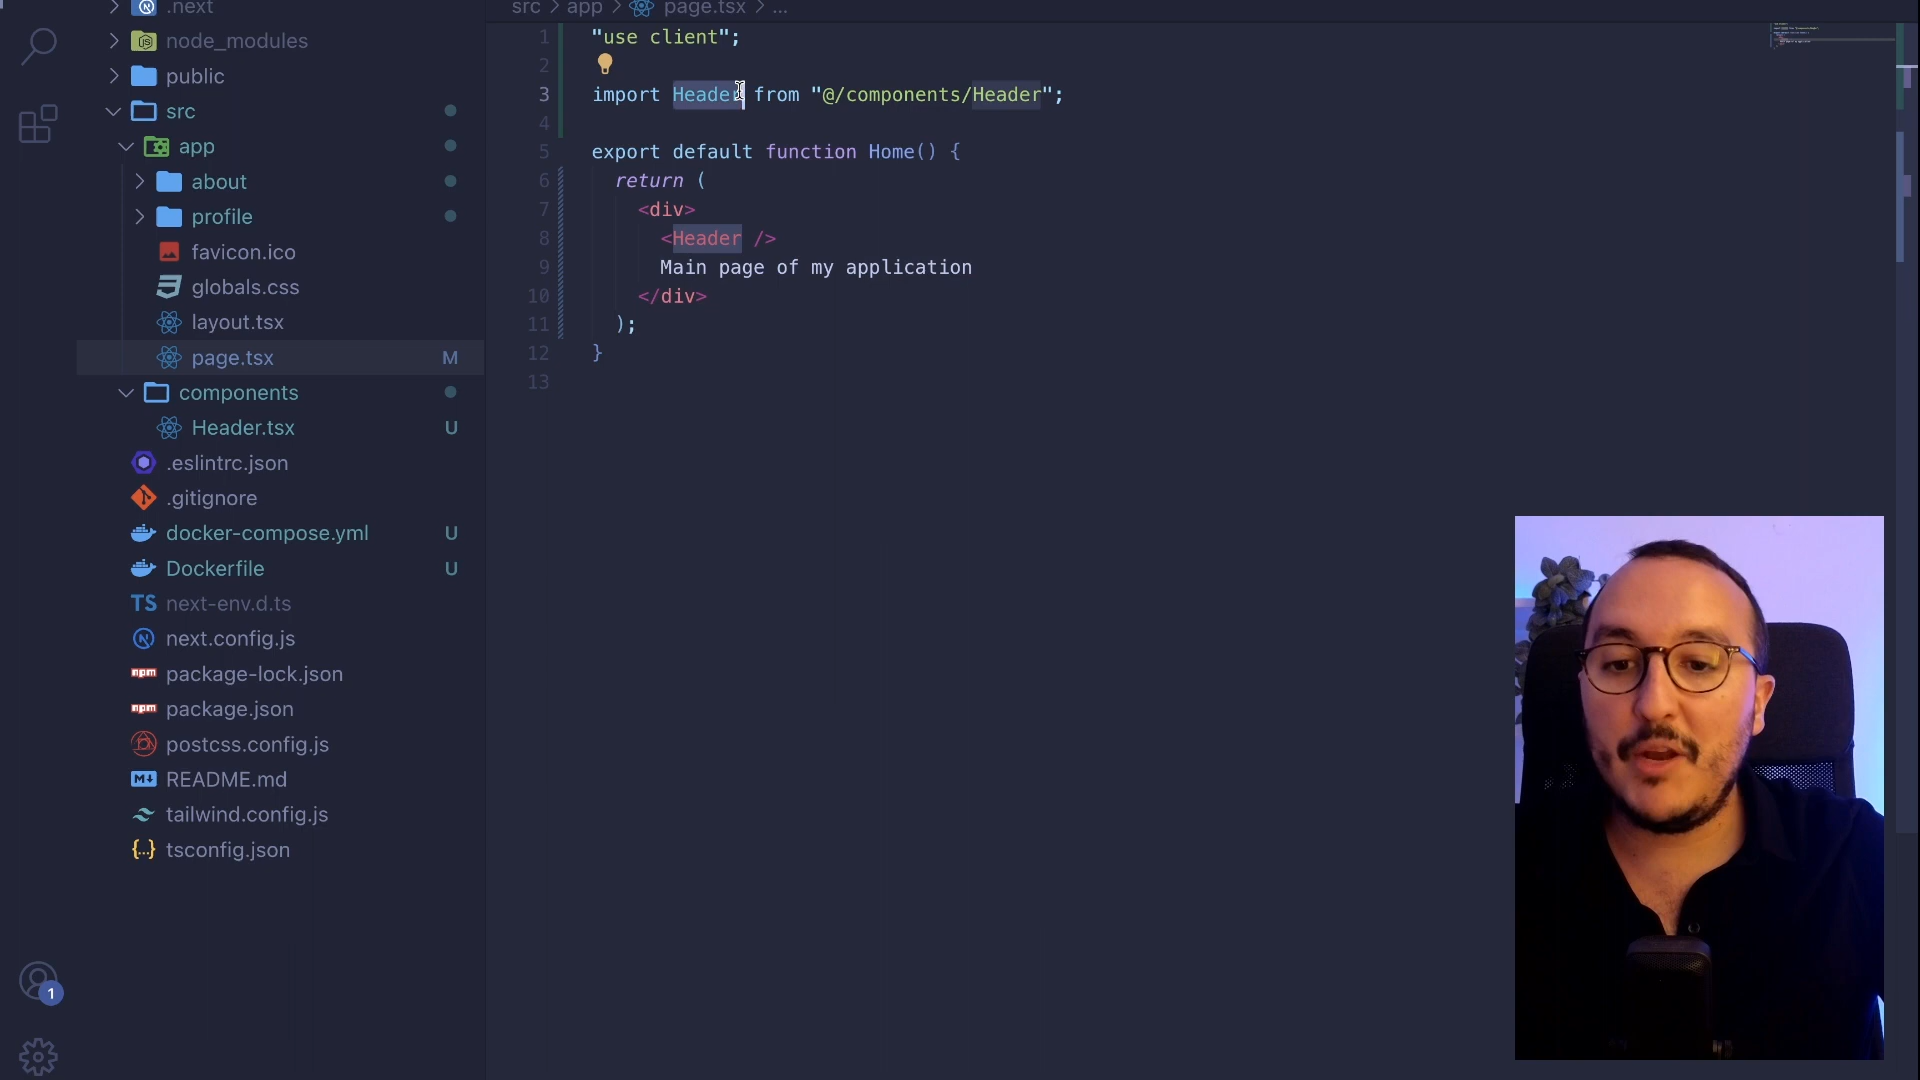 .next
node_modules
public
src
app
about
profile
favicon.ico
globals.css
layout.tsx
page.tsx M
components
Header.tsx U
.eslintrc.json
.gitignore
docker-compose.yml U
Dockerfile U
TS next-env.d.ts
next.config.js
npm package-lock.json
npm package.json
postcss.config.js
README.md
tailwind.config.js
{...} tsconfig.json
1
src > app > page.tsx > ...
1 "use client";
2
3 import Header from "@/components/Header";
4
5 export default function Home() {
6 return (
7 <div>
8 <Header />
9 Main page of my application
10 </div>
11 );
12 }
13